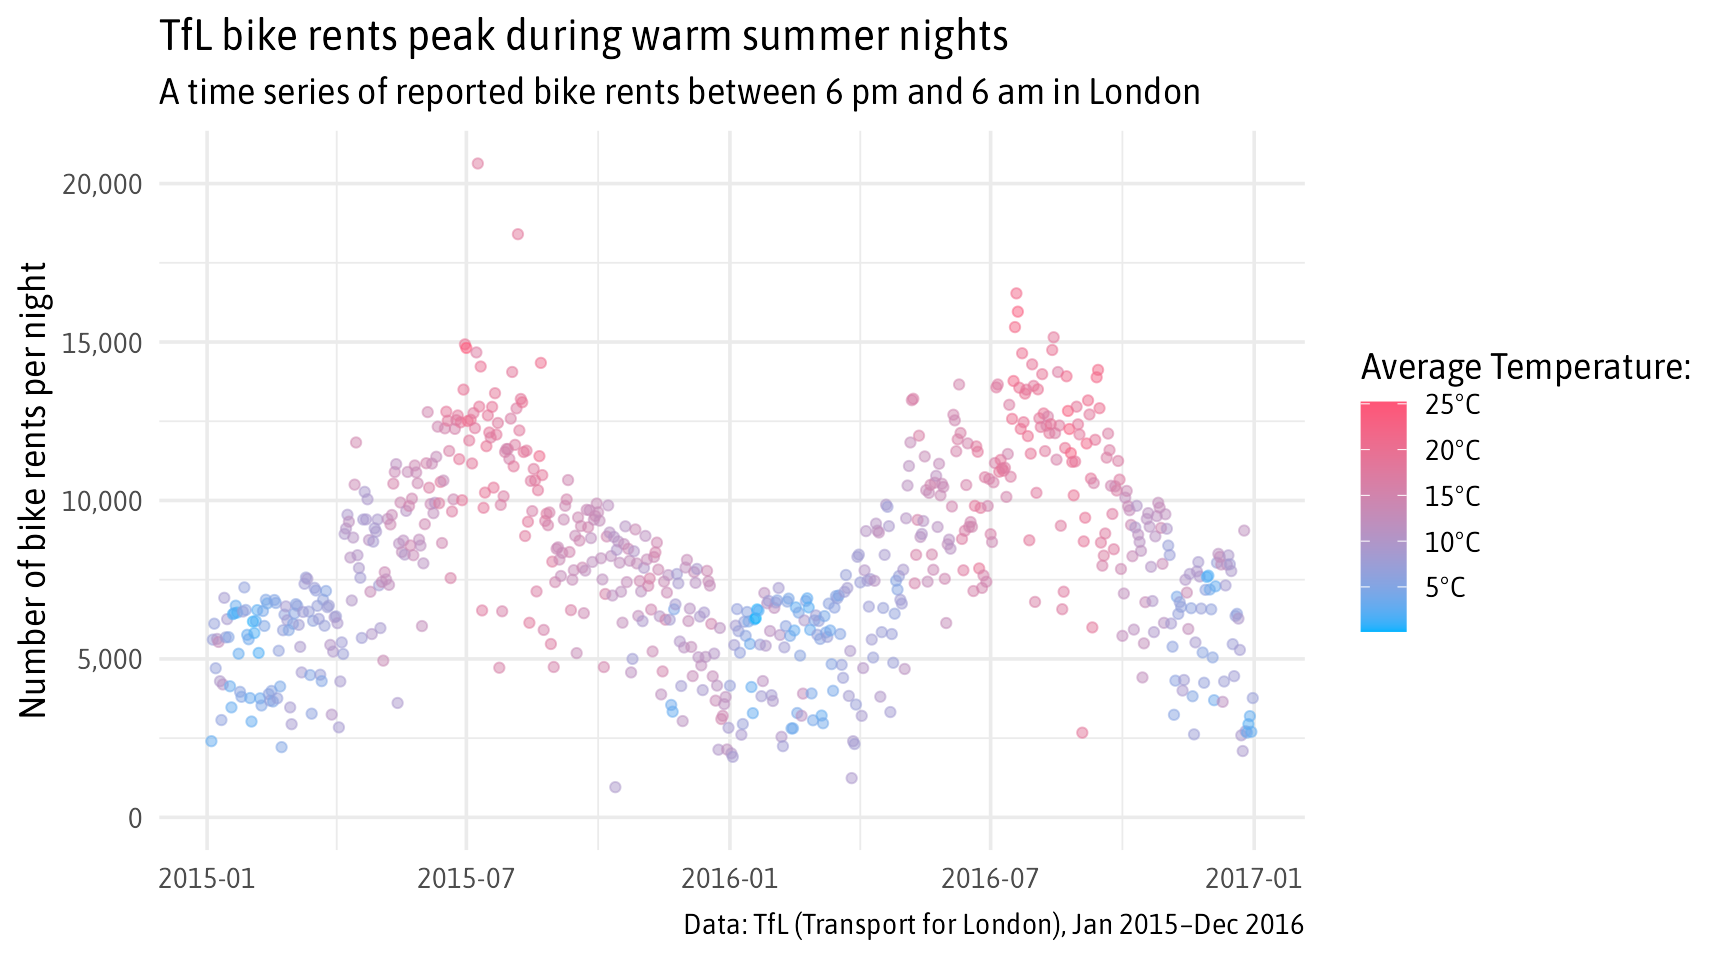 TfL bike rents peak during warm summer nights
A time series of reported bike rents between 6 pm and 6 am in London
Number of bike rents per night
20,000
15,000
10,000
5,000
0
2015-01
2015-07
2016-01
2016-07
2017-01
Average Temperature:
25°C
20°C
15°C
10°C
5°C
Data: TfL (Transport for London), Jan 2015–Dec 2016